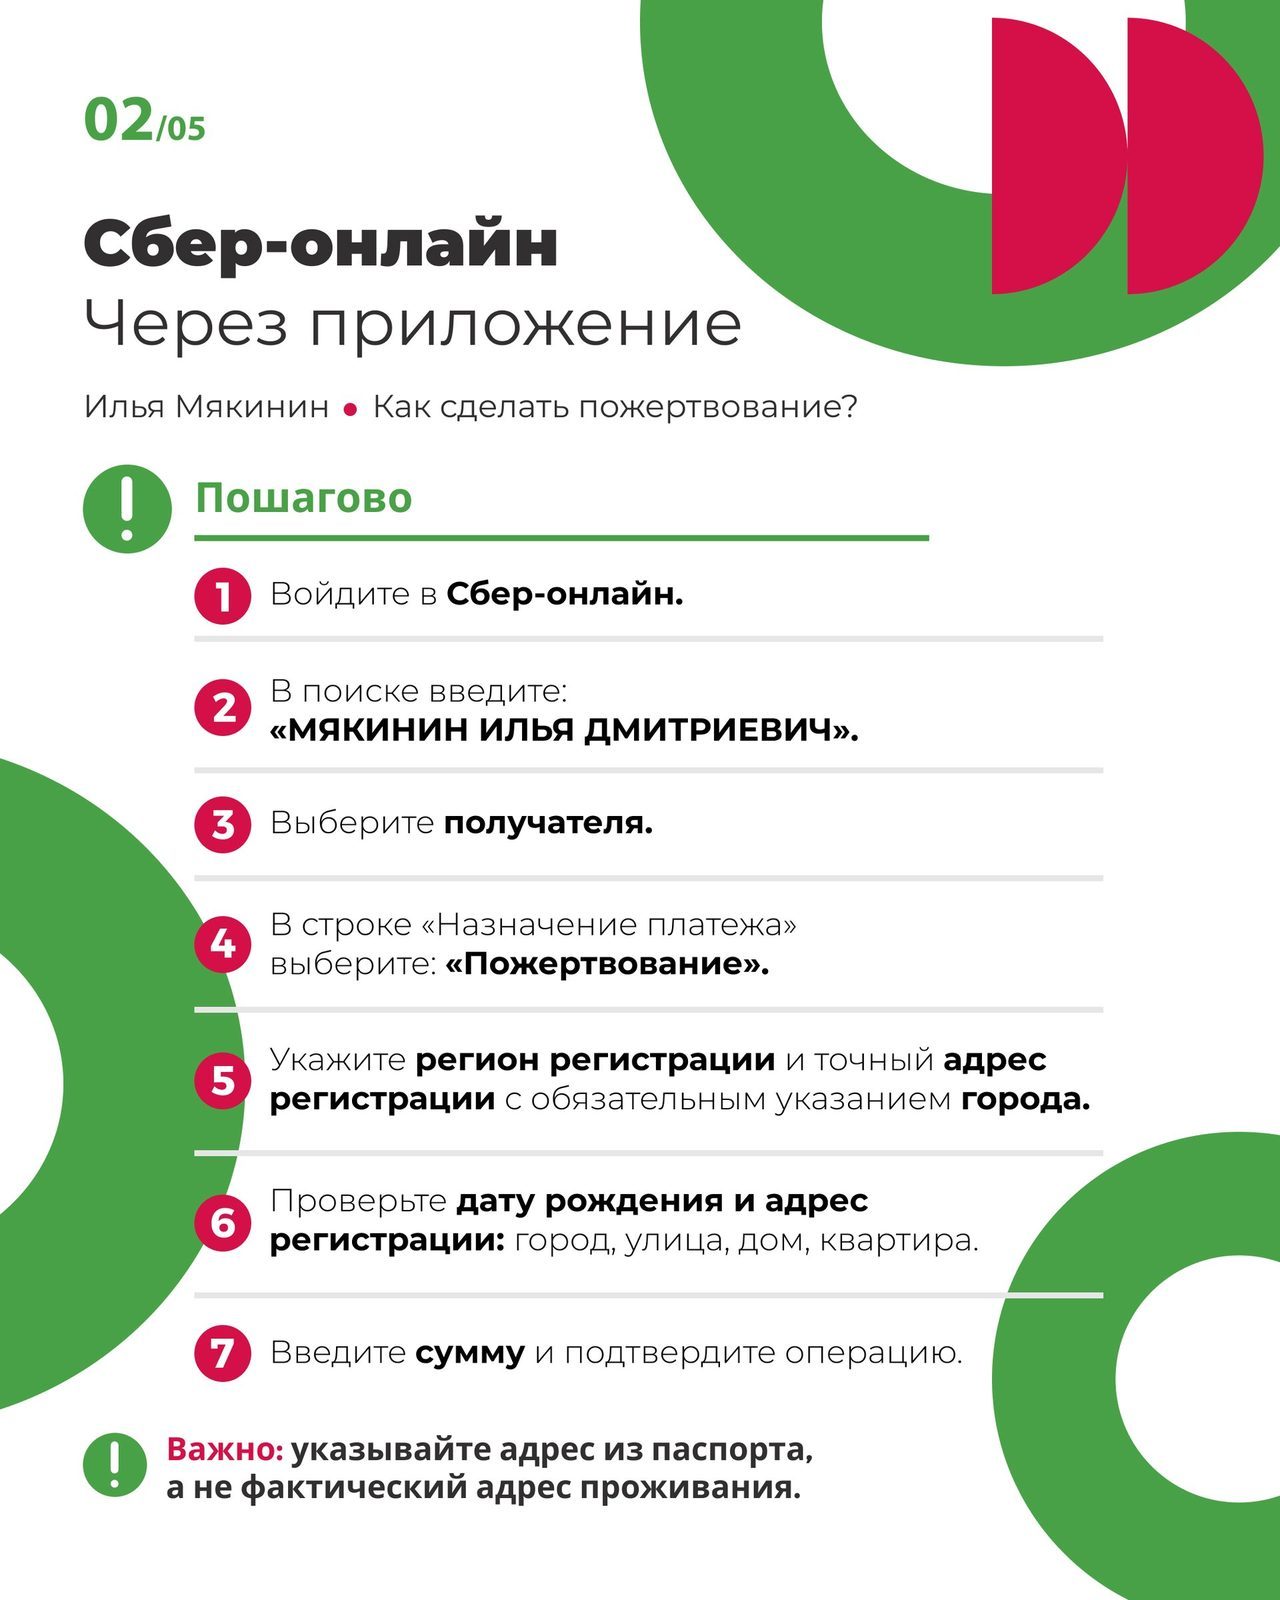 02/05
Сбер-онлайн
Через приложение
Илья Мякинин • Как сделать пожертвование?
! Пошагово
1 Войдите в Сбер-онлайн.
2 В поиске введите:
«МЯКИНИН ИЛЬЯ ДМИТРИЕВИЧ».
3 Выберите получателя.
4 В строке «Назначение платежа»
выберите: «Пожертвование».
5 Укажите регион регистрации и точный адрес
регистрации с обязательным указанием города.
6 Проверьте дату рождения и адрес
регистрации: город, улица, дом, квартира.
7 Введите сумму и подтвердите операцию.
! Важно: указывайте адрес из паспорта,
а не фактический адрес проживания.